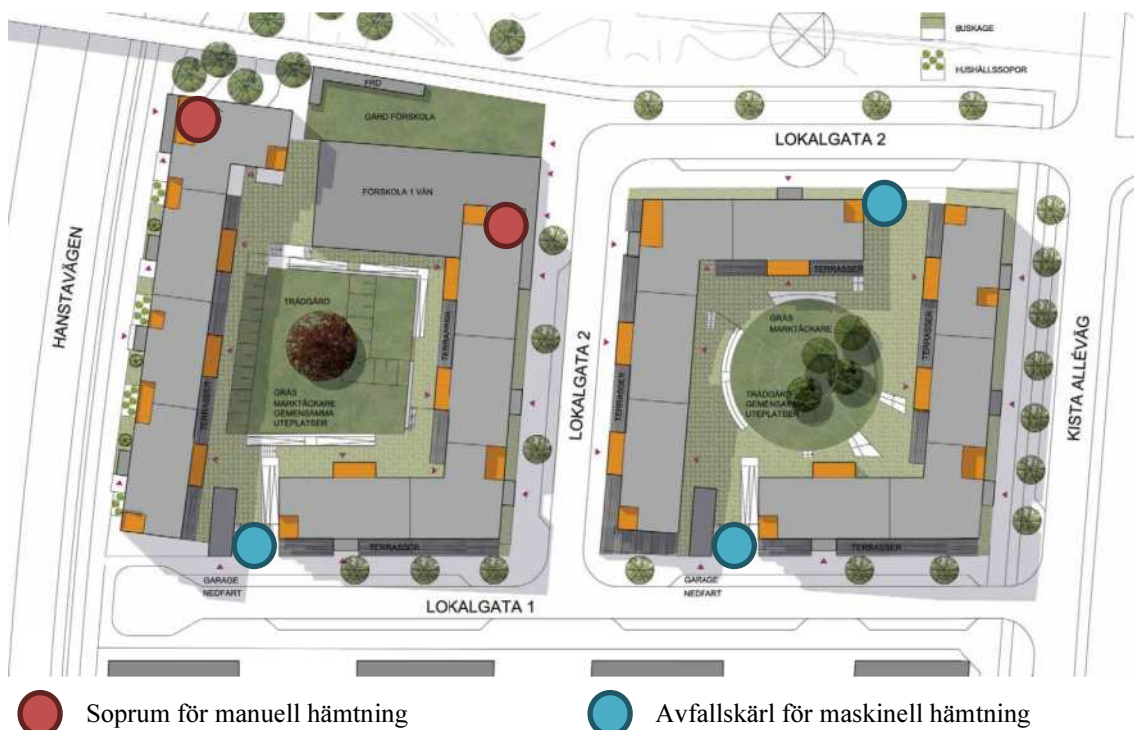 BUSKAGE
HUSHÅLLSSOPOR
FRD
GÅRD FÖRSKOLA
LOKALGATA 2
FÖRSKOLA 1 VÅN
HANSTAVÄGEN
TRÄDGÅRD
TERRASSER
GRÄS
MARKTÄCKARE
GEMENSAMMA
UTEPLATSER
TERRASSER
TERRASSER
GARAGE
NEDFART
LOKALGATA 2
TERRASSER
GRÄS
MARKTÄCKARE
TERRASSER
TRÄDGÅRD
GEMENSAMMA
UTEPLATSER
TERRASSER
KISTA ALLÉVÄG
TERRASSER
GARAGE
NEDFART
LOKALGATA 1
Soprum för manuell hämtning
Avfallskärl för maskinell hämtning